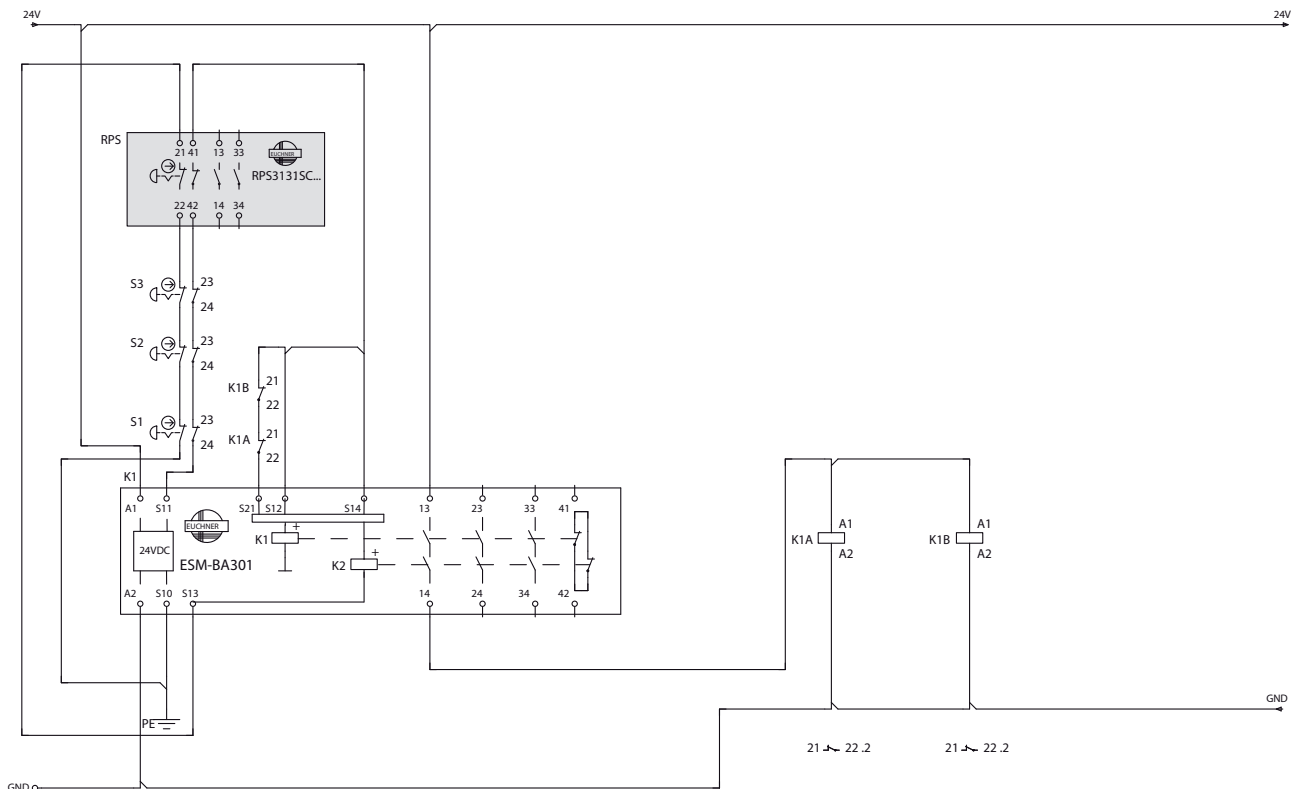 24V 24V
RPS
21 41 13 33
EUCHNER
RPS3131SC...
22 42 14 34
S3 23
24
S2 23
24
K1B 21
22
S1 23
24
K1A 21
22
K1
A1 S11 S21 S12 S14 13 23 33 41
EUCHNER
24VDC
K1 +
ESM-BA301
K2 +
A2 S10 S13 14 24 34 42
K1A A1
A2
K1B A1
A2
GND
PE
21 22 .2 21 22 .2
GND